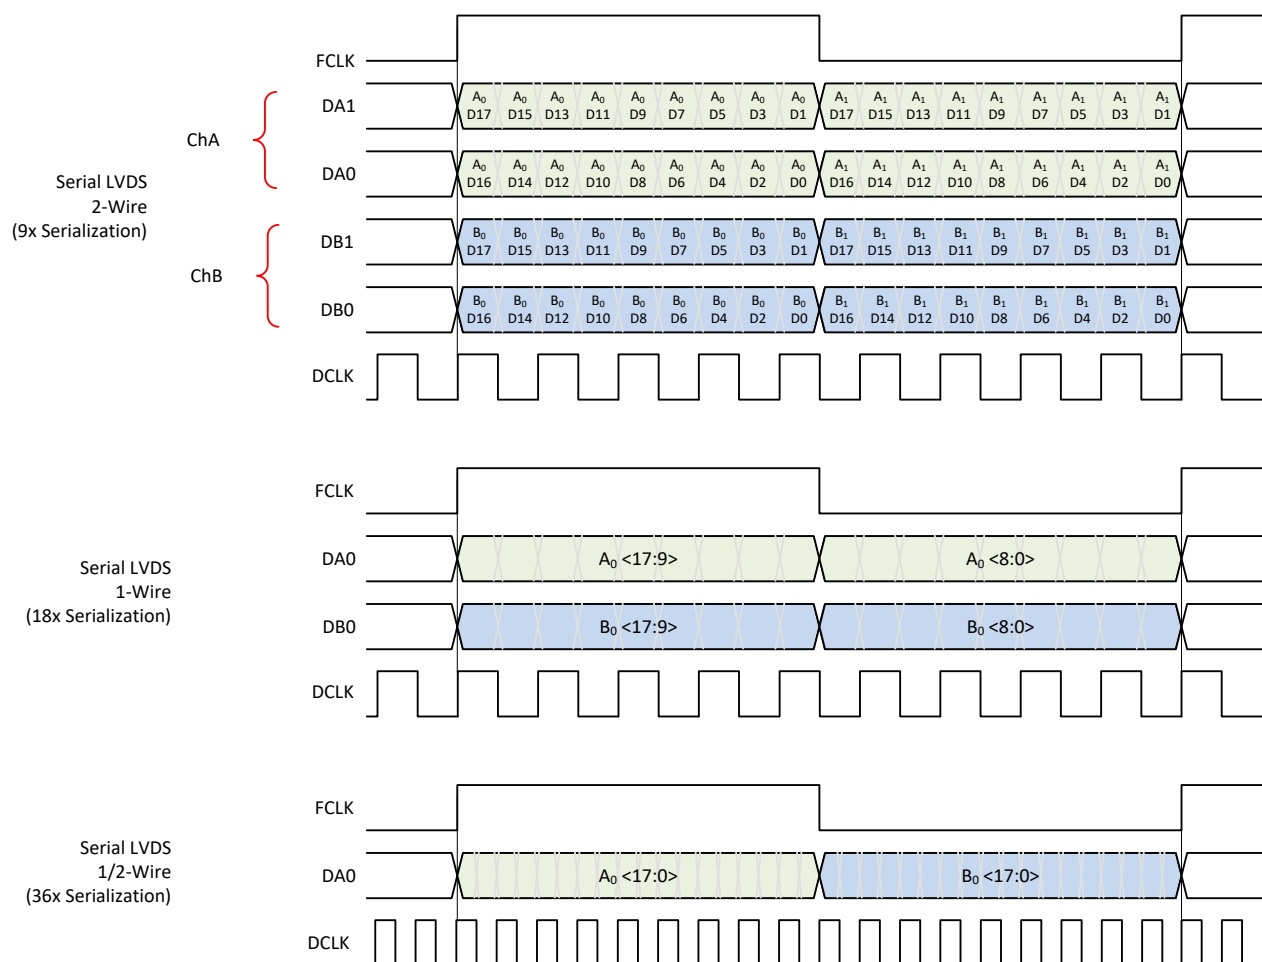 FCLK
DA1
A0 A0 A0 A0 A0 A0 A0 A0 A0 A1 A1 A1 A1 A1 A1 A1 A1 A1
D17 D15 D13 D11 D9 D7 D5 D3 D1 D17 D15 D13 D11 D9 D7 D5 D3 D1
ChA
DA0
A0 A0 A0 A0 A0 A0 A0 A0 A0 A1 A1 A1 A1 A1 A1 A1 A1 A1
D16 D14 D12 D10 D8 D6 D4 D2 D0 D16 D14 D12 D10 D8 D6 D4 D2 D0
Serial LVDS
2-Wire
(9x Serialization)
DB1
B0 B0 B0 B0 B0 B0 B0 B0 B0 B1 B1 B1 B1 B1 B1 B1 B1 B1
D17 D15 D13 D11 D9 D7 D5 D3 D1 D17 D15 D13 D11 D9 D7 D5 D3 D1
ChB
DB0
B0 B0 B0 B0 B0 B0 B0 B0 B0 B1 B1 B1 B1 B1 B1 B1 B1 B1
D16 D14 D12 D10 D8 D6 D4 D2 D0 D16 D14 D12 D10 D8 D6 D4 D2 D0
DCLK
FCLK
DA0 A0 <17:9> A0 <8:0>
Serial LVDS
1-Wire
(18x Serialization)
DB0 B0 <17:9> B0 <8:0>
DCLK
FCLK
Serial LVDS
1/2-Wire
(36x Serialization)
DA0 A0 <17:0> B0 <17:0>
DCLK